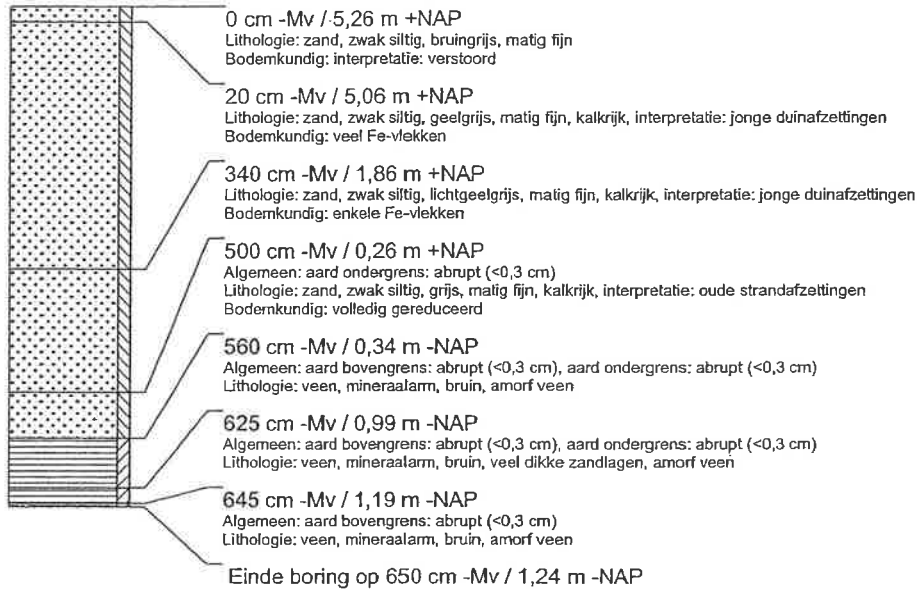 0 cm -Mv / 5,26 m +NAP
Lithologie: zand, zwak siltig, bruingrijs, matig fijn
Bodemkundig: interpretatie: verstoord
20 cm -Mv / 5,06 m +NAP
Lithologie: zand, zwak siltig, geelgrijs, matig fijn, kalkrijk, interpretatie: jonge duinafzettingen
Bodemkundig: veel Fe-vlekken
340 cm -Mv / 1,86 m +NAP
Lithologie: zand, zwak siltig, lichtgeelgrijs, matig fijn, kalkrijk, interpretatie: jonge duinafzettingen
Bodemkundig: enkele Fe-vlekken
500 cm -Mv / 0,26 m +NAP
Algemeen: aard ondergrens: abrupt (<0,3 cm)
Lithologie: zand, zwak siltig, grijs, matig fijn, kalkrijk, interpretatie: oude strandafzettingen
Bodemkundig: volledig gereduceerd
560 cm -Mv / 0,34 m -NAP
Algemeen: aard bovengrens: abrupt (<0,3 cm), aard ondergrens: abrupt (<0,3 cm)
Lithologie: veen, mineraalarm, bruin, amorf veen
625 cm -Mv / 0,99 m -NAP
Algemeen: aard bovengrens: abrupt (<0,3 cm), aard ondergrens: abrupt (<0,3 cm)
Lithologie: veen, mineraalarm, bruin, veel dikke zandlagen, amorf veen
645 cm -Mv / 1,19 m -NAP
Algemeen: aard bovengrens: abrupt (<0,3 cm)
Lithologie: veen, mineraalarm, bruin, amorf veen
Einde boring op 650 cm -Mv / 1,24 m -NAP